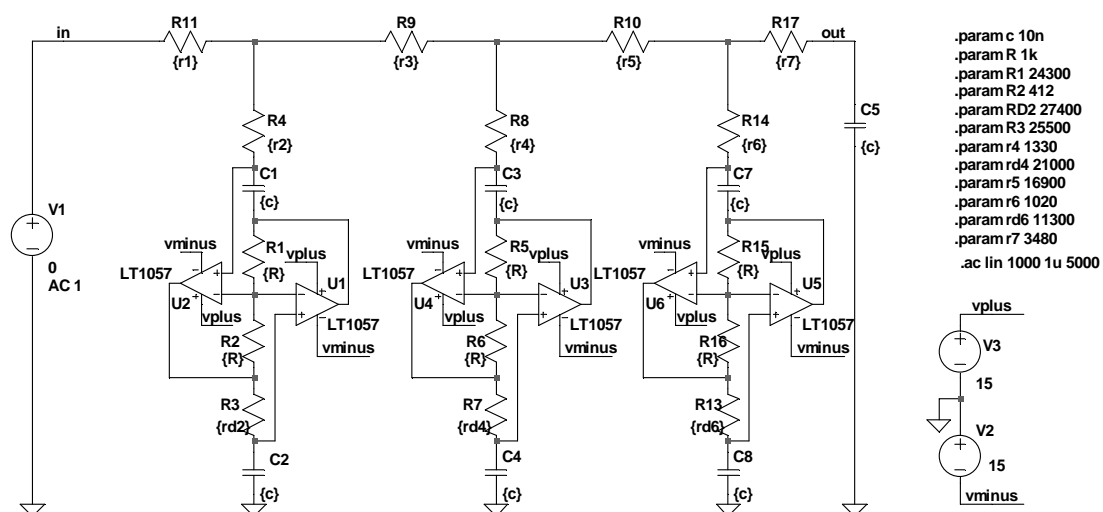 in
R11
{r1}
R9
{r3}
R10
{r5}
R17
{r7}
out
R4
{r2}
C1
{c}
R1
{R}
vminus
vplus
LT1057
U2
U1
vplus
LT1057
vminus
R2
{R}
R3
{rd2}
C2
{c}
R8
{r4}
C3
{c}
R5
{R}
vminus
vplus
LT1057
U4
U3
vplus
LT1057
vminus
R6
{R}
R7
{rd4}
C4
{c}
R14
{r6}
C7
{c}
R15
{R}
vminus
vplus
LT1057
U6
U5
vplus
LT1057
vminus
R16
{R}
R13
{rd6}
C8
{c}
C5
{c}
V1
0
AC 1
.param c 10n
.param R 1k
.param R1 24300
.param R2 412
.param RD2 27400
.param R3 25500
.param r4 1330
.param rd4 21000
.param r5 16900
.param r6 1020
.param rd6 11300
.param r7 3480
.ac lin 1000 1u 5000
vplus
V3
15
V2
15
vminus